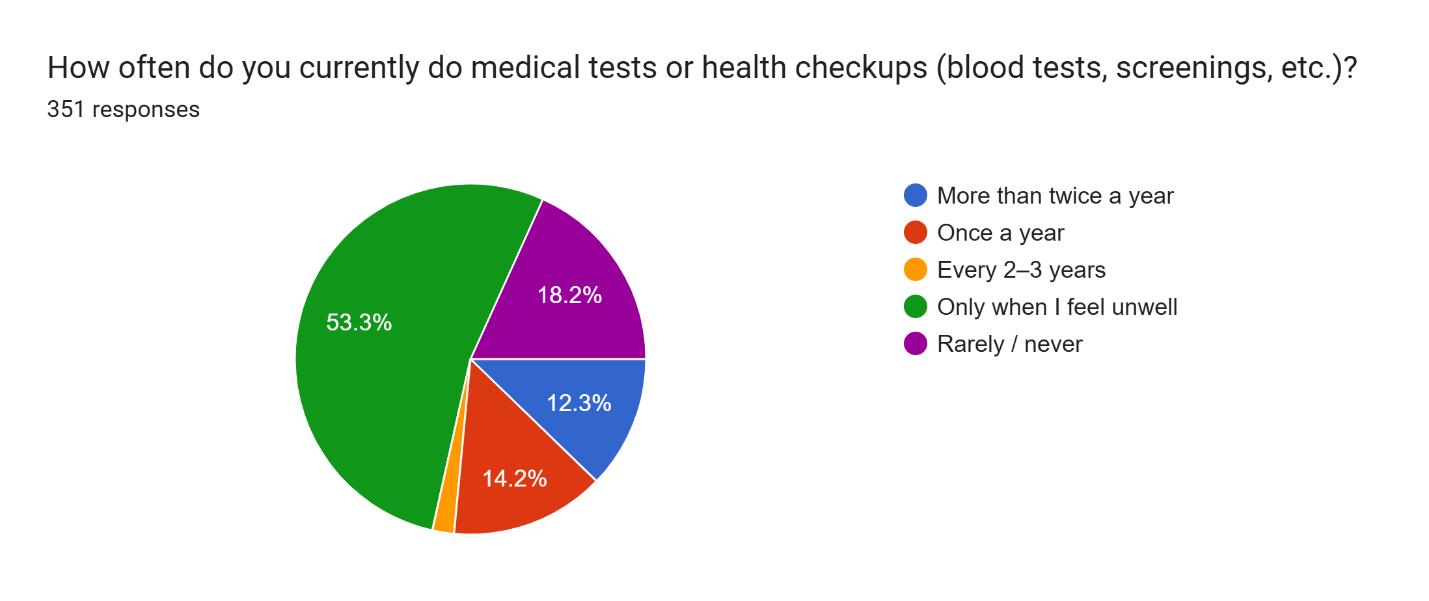 How often do you currently do medical tests or health checkups (blood tests, screenings, etc.)?
351 responses
More than twice a year
Once a year
Every 2–3 years
Only when I feel unwell
Rarely / never
53.3%
18.2%
12.3%
14.2%